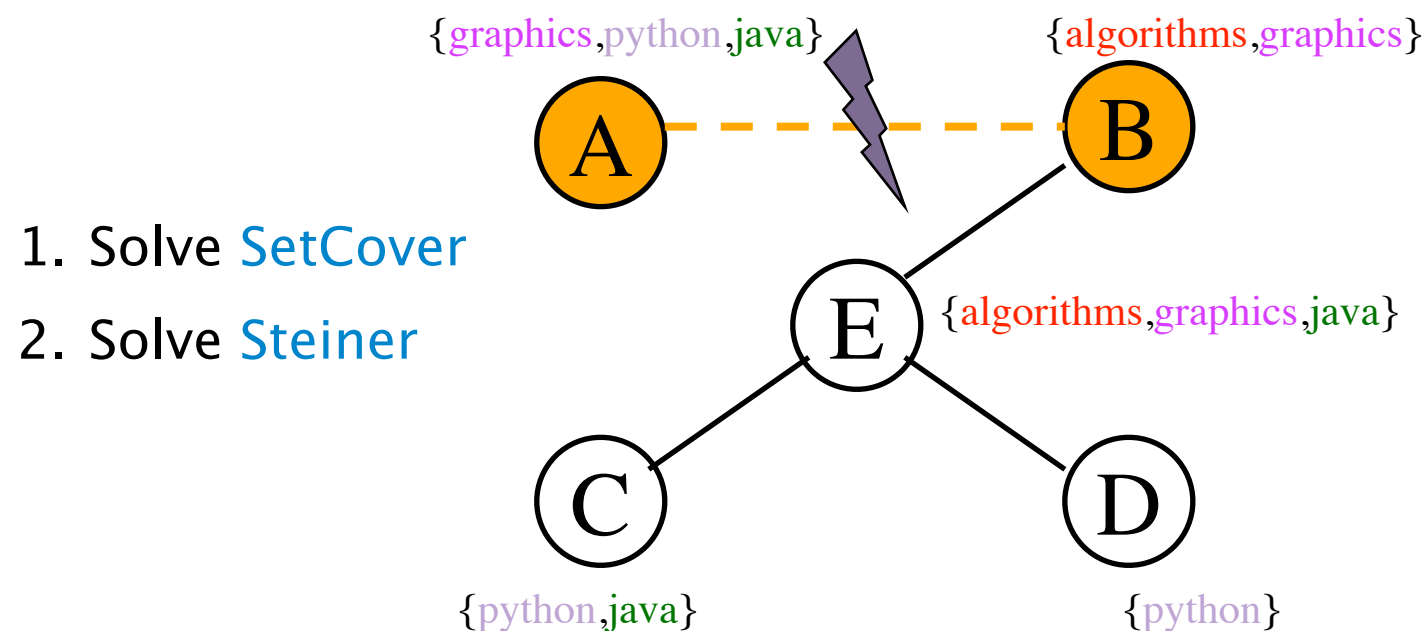 {graphics,python,java}
{algorithms,graphics}
A
B
1. Solve SetCover
E
{algorithms,graphics,java}
2. Solve Steiner
C
D
{python,java}
{python}